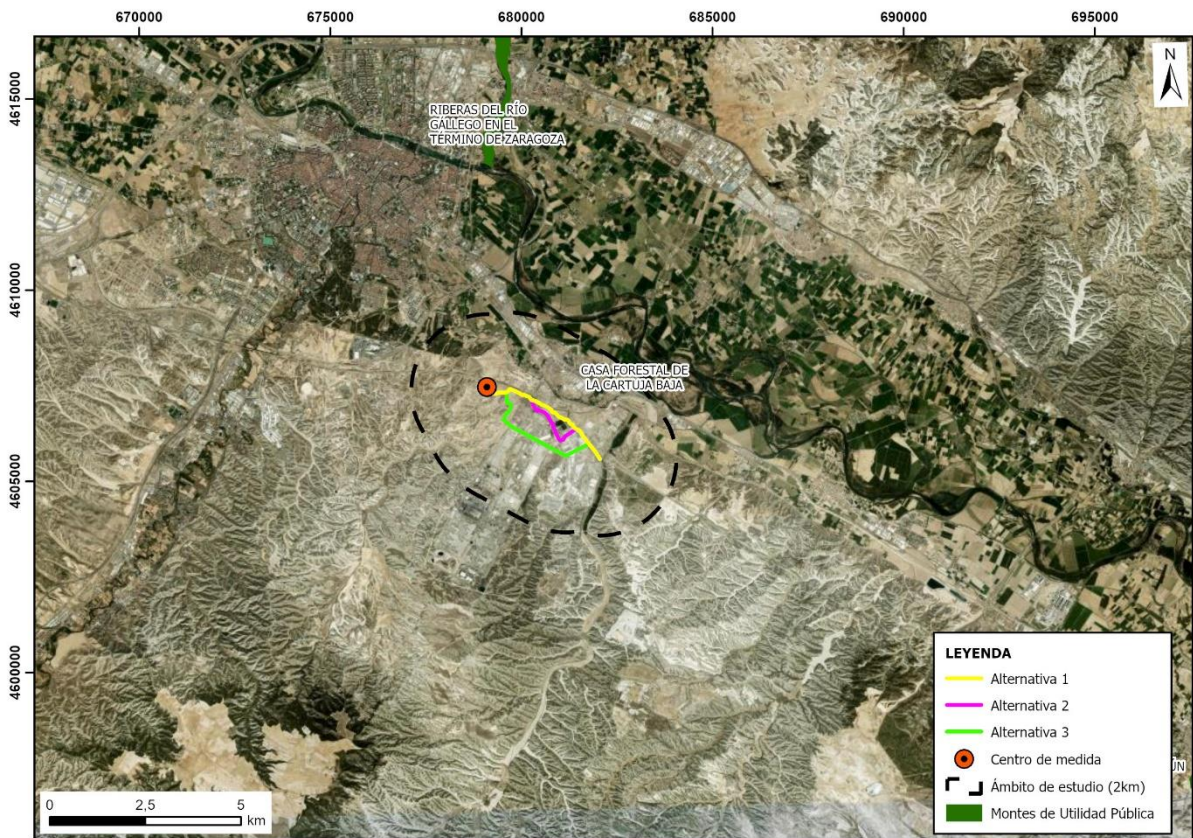 670000
675000
680000
685000
690000
695000
4615000
4610000
4605000
4600000
N
RIBERAS DEL RÍO
GÁLLEGO EN EL
TÉRMINO DE ZARAGOZA
CASA FORESTAL DE
LA CARTUJA BAJA
ÚN
LEYENDA
Alternativa 1
Alternativa 2
Alternativa 3
Centro de medida
Ámbito de estudio (2km)
Montes de Utilidad Pública
0 2,5 5
km